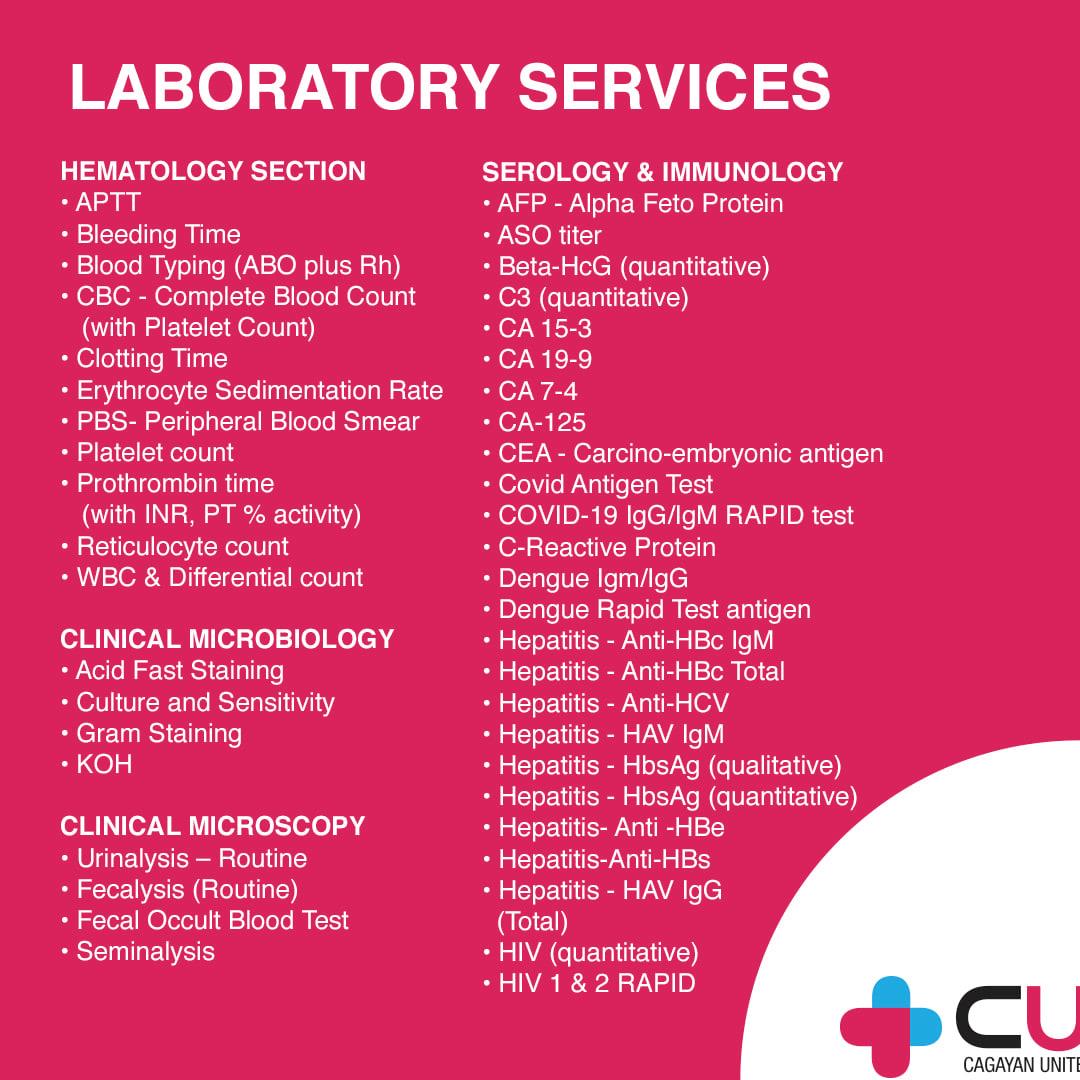 LABORATORY SERVICES
HEMATOLOGY SECTION
• APTT
• Bleeding Time
• Blood Typing (ABO plus Rh)
• CBC - Complete Blood Count
(with Platelet Count)
• Clotting Time
• Erythrocyte Sedimentation Rate
• PBS- Peripheral Blood Smear
• Platelet count
• Prothrombin time
(with INR, PT % activity)
• Reticulocyte count
• WBC & Differential count
CLINICAL MICROBIOLOGY
• Acid Fast Staining
• Culture and Sensitivity
• Gram Staining
• KOH
CLINICAL MICROSCOPY
• Urinalysis – Routine
• Fecalysis (Routine)
• Fecal Occult Blood Test
• Seminalysis
SEROLOGY & IMMUNOLOGY
• AFP - Alpha Feto Protein
• ASO titer
• Beta-HcG (quantitative)
• C3 (quantitative)
• CA 15-3
• CA 19-9
• CA 7-4
• CA-125
• CEA - Carcino-embryonic antigen
• Covid Antigen Test
• COVID-19 IgG/IgM RAPID test
• C-Reactive Protein
• Dengue Igm/IgG
• Dengue Rapid Test antigen
• Hepatitis - Anti-HBc IgM
• Hepatitis - Anti-HBc Total
• Hepatitis - Anti-HCV
• Hepatitis - HAV IgM
• Hepatitis - HbsAg (qualitative)
• Hepatitis - HbsAg (quantitative)
• Hepatitis- Anti -HBe
• Hepatitis-Anti-HBs
• Hepatitis - HAV IgG
(Total)
• HIV (quantitative)
• HIV 1 & 2 RAPID
CU
CAGAYAN UNITE